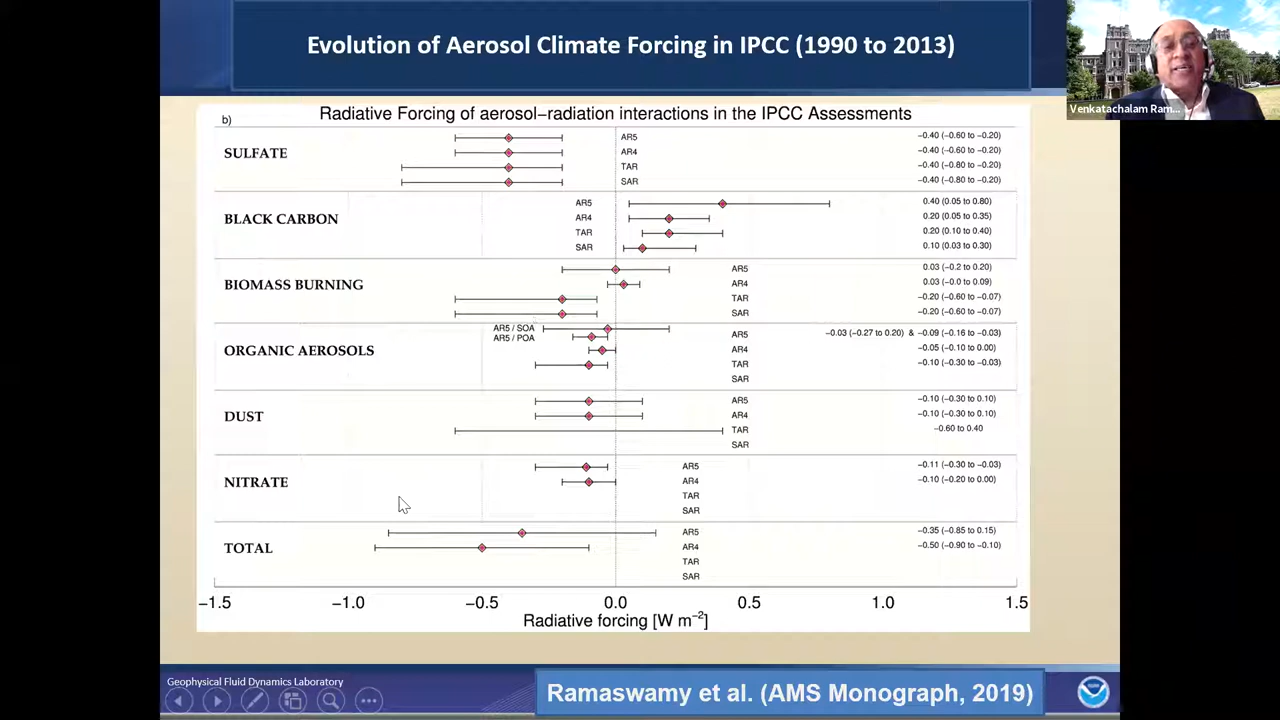 Evolution of Aerosol Climate Forcing in IPCC (1990 to 2013)
Venkatachalam Ram...
b)
Radiative Forcing of aerosol−radiation interactions in the IPCC Assessments
SULFATE
AR5 −0.40 (−0.60 to −0.20)
AR4 −0.40 (−0.60 to −0.20)
TAR −0.40 (−0.80 to −0.20)
SAR −0.40 (−0.80 to −0.20)
BLACK CARBON
AR5 0.40 (0.05 to 0.80)
AR4 0.20 (0.05 to 0.35)
TAR 0.20 (0.10 to 0.40)
SAR 0.10 (0.03 to 0.30)
BIOMASS BURNING
AR5 0.03 (−0.2 to 0.20)
AR4 0.03 (−0.0 to 0.09)
TAR −0.20 (−0.60 to −0.07)
SAR −0.20 (−0.60 to −0.07)
ORGANIC AEROSOLS
AR5 / SOA
AR5 / POA
AR5 −0.03 (−0.27 to 0.20) & −0.09 (−0.16 to −0.03)
AR4 −0.05 (−0.10 to 0.00)
TAR −0.10 (−0.30 to −0.03)
SAR
DUST
AR5 −0.10 (−0.30 to 0.10)
AR4 −0.10 (−0.30 to 0.10)
TAR −0.60 to 0.40
SAR
NITRATE
AR5 −0.11 (−0.30 to −0.03)
AR4 −0.10 (−0.20 to 0.00)
TAR
SAR
TOTAL
AR5 −0.35 (−0.85 to 0.15)
AR4 −0.50 (−0.90 to −0.10)
TAR
SAR
−1.5 −1.0 −0.5 0.0 0.5 1.0 1.5
Radiative forcing [W m⁻²]
Geophysical Fluid Dynamics Laboratory
Ramaswamy et al. (AMS Monograph, 2019)